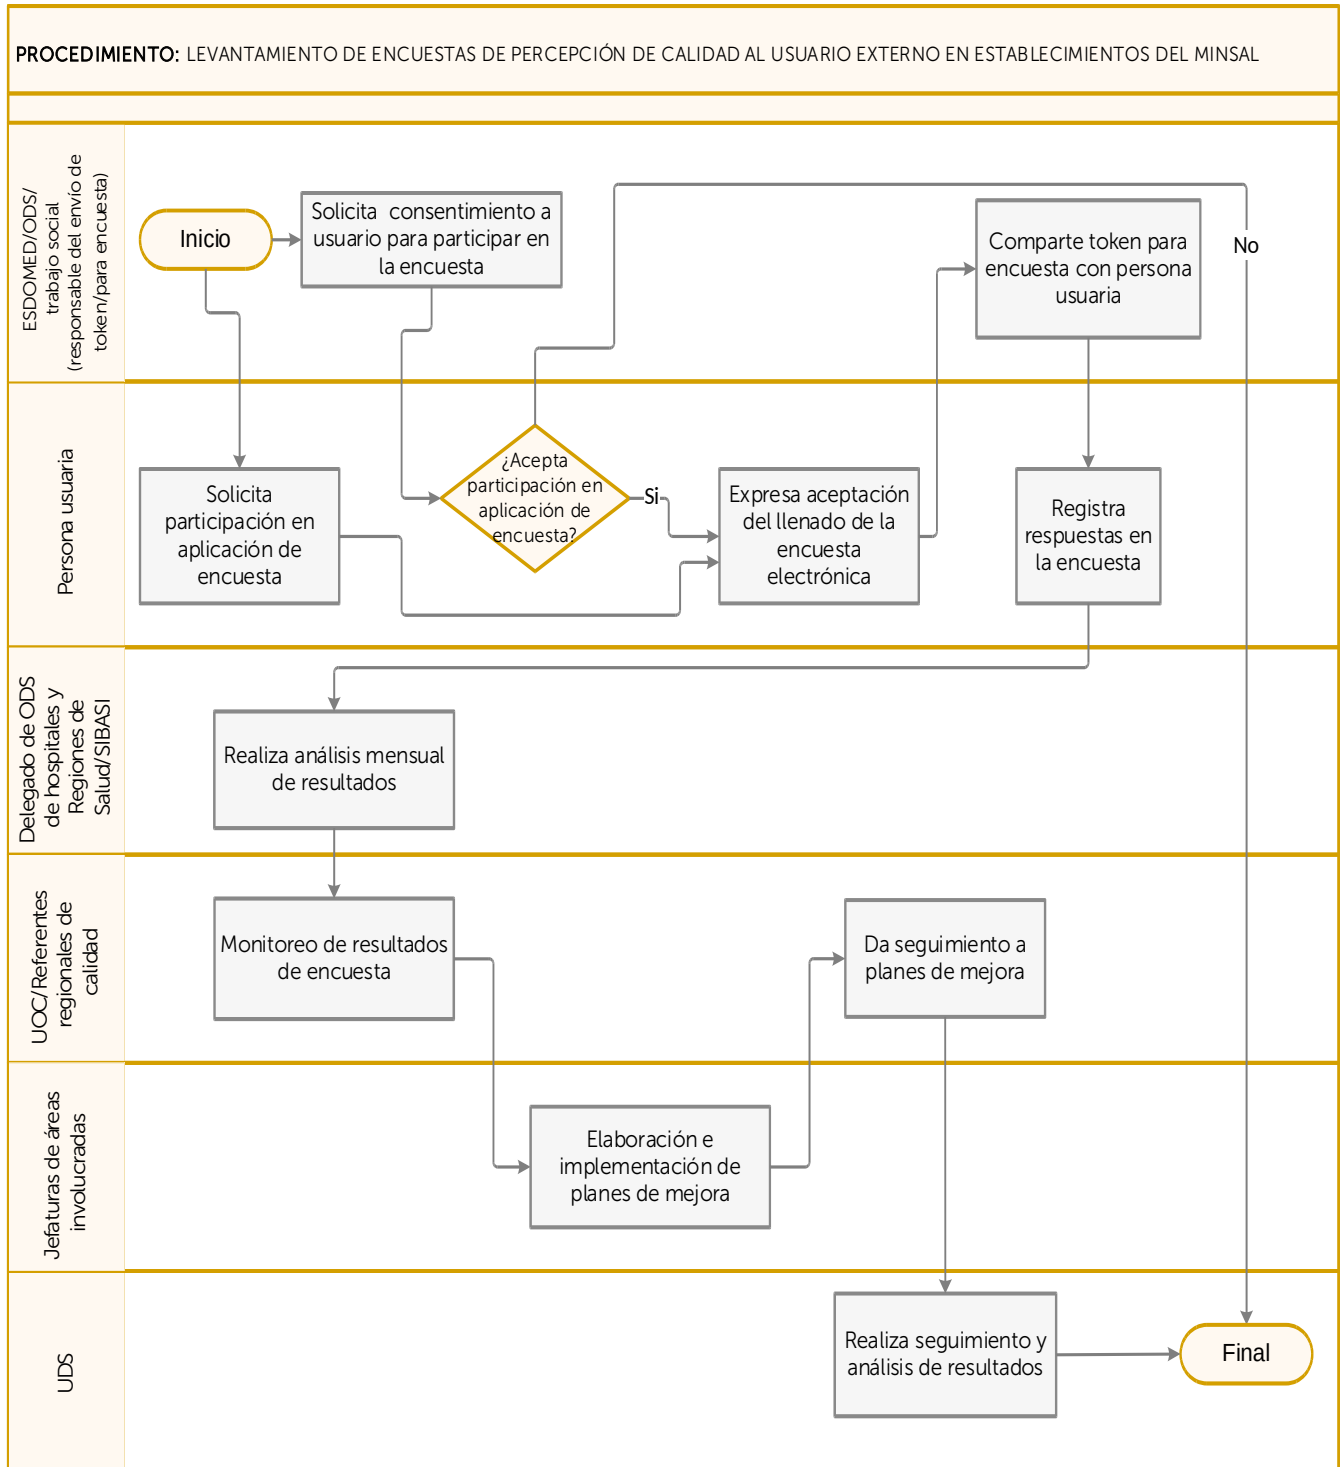 PROCEDIMIENTO: LEVANTAMIENTO DE ENCUESTAS DE PERCEPCIÓN DE CALIDAD AL USUARIO EXTERNO EN ESTABLECIMIENTOS DEL MINSAL
ESDOMED/ODS/
trabajo social
(responsable del envío de
token/para encuesta)
Inicio
Solicita consentimiento a
usuario para participar en
la encuesta
Comparte token para
encuesta con persona
usuaria
No
Persona usuaria
Solicita
participación en
aplicación de
encuesta
¿Acepta
participación en
aplicación de
encuesta?
Si
Expresa aceptación
del llenado de la
encuesta
electrónica
Registra
respuestas en
la encuesta
Delegado de ODS
de hospitales y
Regiones de
Salud/SIBASI
Realiza análisis mensual
de resultados
UOC/Referentes
regionales de
calidad
Monitoreo de resultados
de encuesta
Da seguimiento a
planes de mejora
Jefaturas de áreas
involucradas
Elaboración e
implementación de
planes de mejora
UDS
Realiza seguimiento y
análisis de resultados
Final